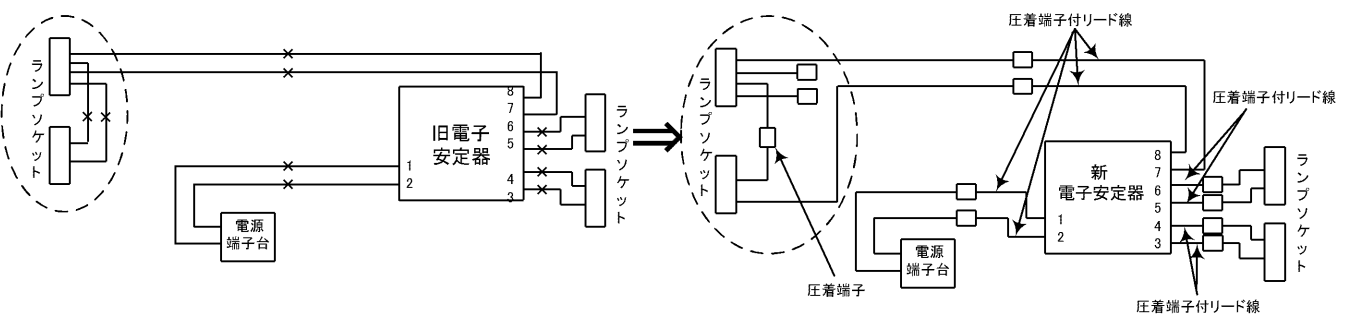 ランプソケット
8
7
6
5
4
3
1
2
旧電子
安定器
ランプソケット
電源
端子台
圧着端子付リード線
ランプソケット
圧着端子付リード線
新
電子安定器
8
7
6
5
4
3
1
2
ランプソケット
電源
端子台
圧着端子
圧着端子付リード線